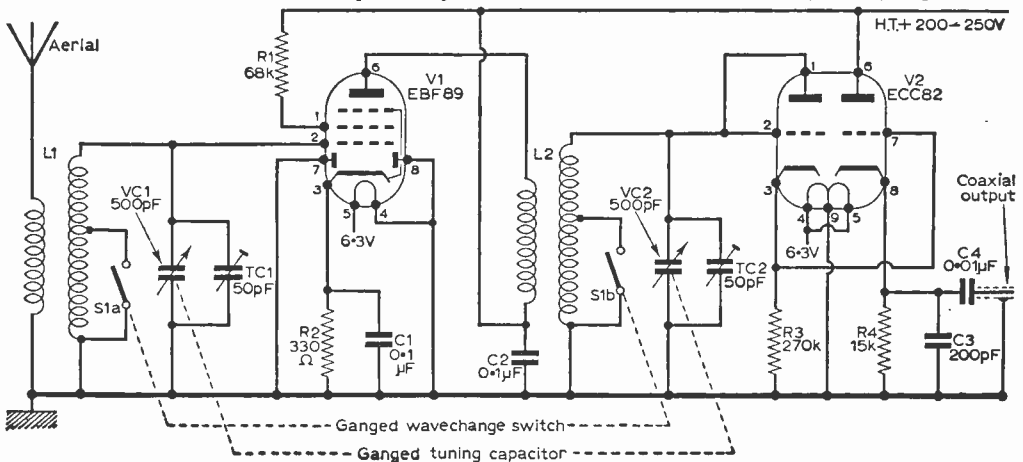 Aerial
H.T.+ 200-250V
R1
68k
6
V1
EBF89
1
2
7
8
3
5
4
6·3V
L1
VC1
500pF
TC1
50pF
S1a
R2
330
Ω
C1
0·1
µF
C2
0·1µF
L2
VC2
500pF
TC2
50pF
S1b
1
6
V2
ECC82
2
7
3
8
4
9
5
6·3V
R3
270k
R4
15k
C3
200pF
C4
0·01µF
Coaxial
output
Ganged wavechange switch
Ganged tuning capacitor